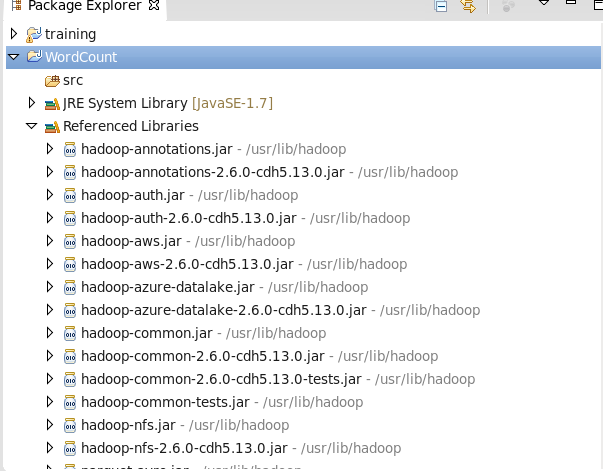 Package Explorer
training
WordCount
src
JRE System Library [JavaSE-1.7]
Referenced Libraries
hadoop-annotations.jar - /usr/lib/hadoop
hadoop-annotations-2.6.0-cdh5.13.0.jar - /usr/lib/hadoop
hadoop-auth.jar - /usr/lib/hadoop
hadoop-auth-2.6.0-cdh5.13.0.jar - /usr/lib/hadoop
hadoop-aws.jar - /usr/lib/hadoop
hadoop-aws-2.6.0-cdh5.13.0.jar - /usr/lib/hadoop
hadoop-azure-datalake.jar - /usr/lib/hadoop
hadoop-azure-datalake-2.6.0-cdh5.13.0.jar - /usr/lib/hadoop
hadoop-common.jar - /usr/lib/hadoop
hadoop-common-2.6.0-cdh5.13.0.jar - /usr/lib/hadoop
hadoop-common-2.6.0-cdh5.13.0-tests.jar - /usr/lib/hadoop
hadoop-common-tests.jar - /usr/lib/hadoop
hadoop-nfs.jar - /usr/lib/hadoop
hadoop-nfs-2.6.0-cdh5.13.0.jar - /usr/lib/hadoop